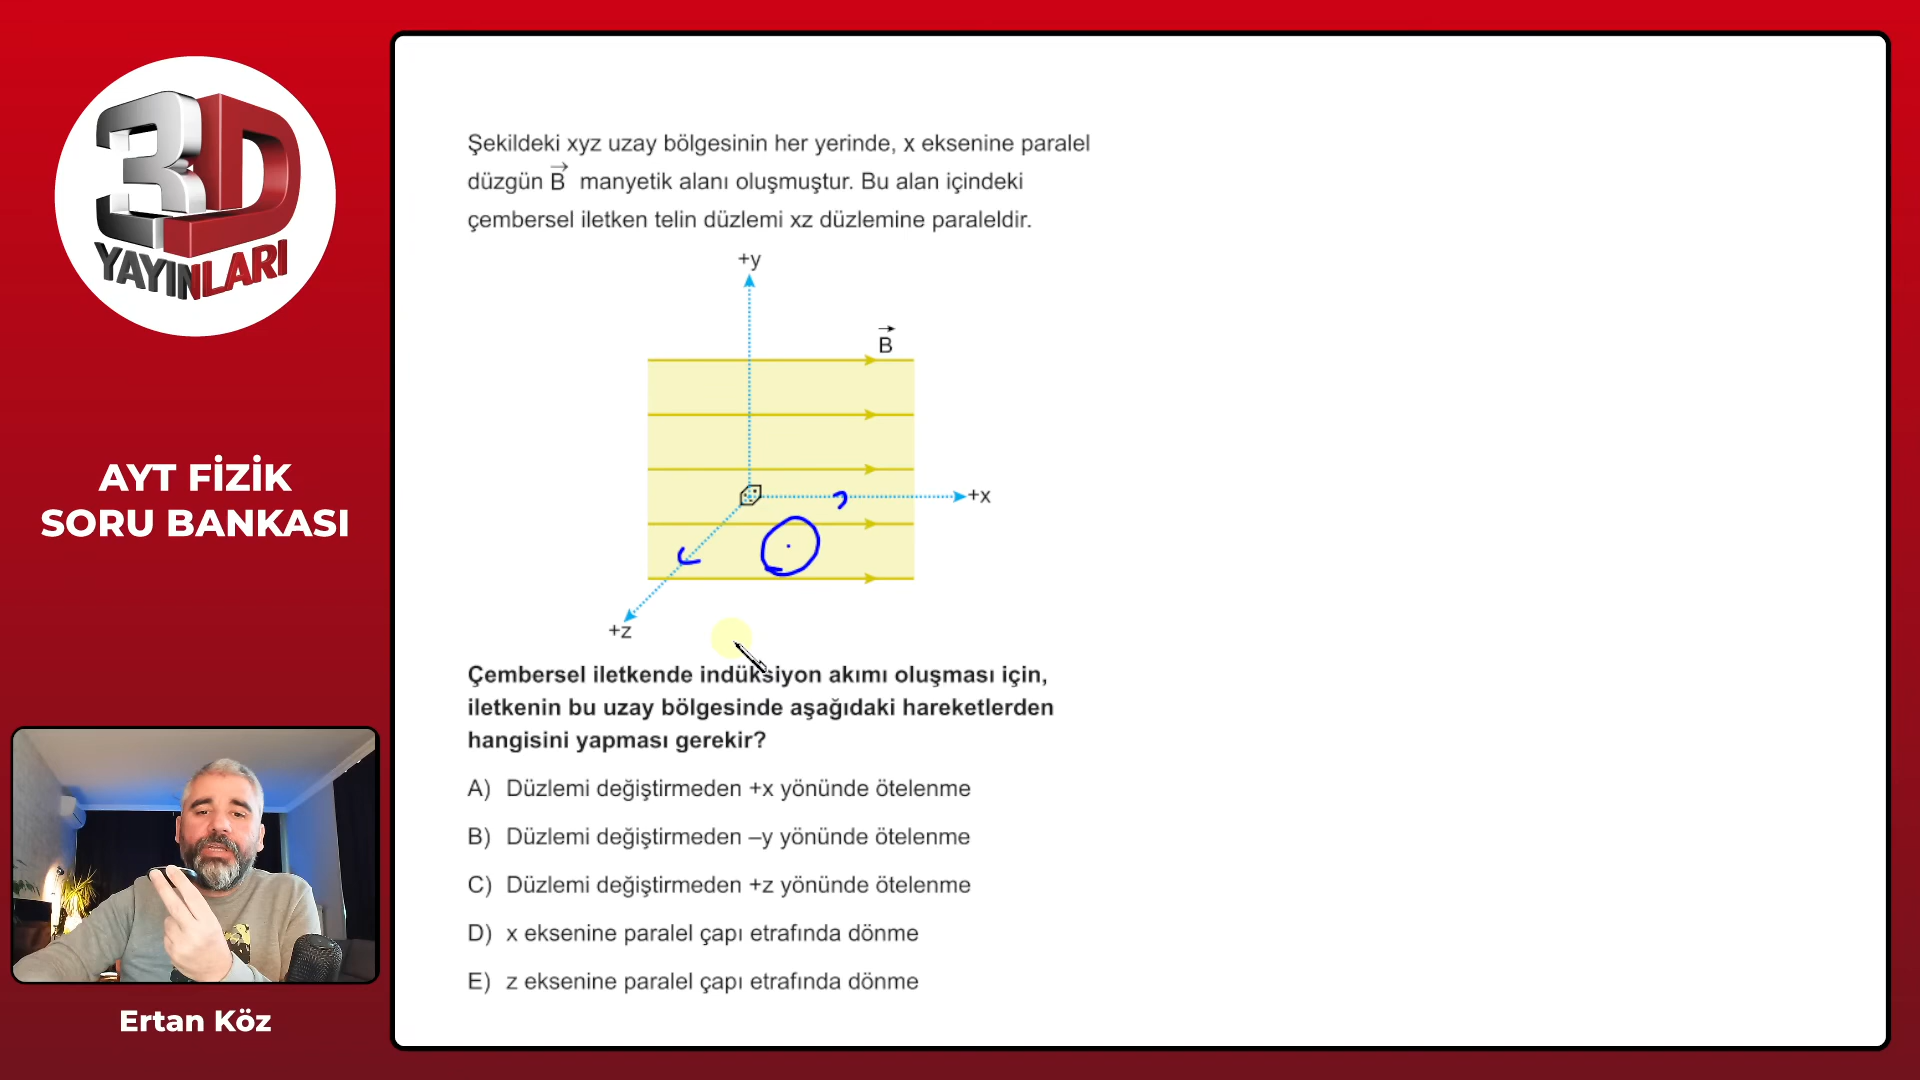 3D
YAYINLARI
AYT FİZİK
SORU BANKASI
Ertan Köz
Şekildeki xyz uzay bölgesinin her yerinde, x eksenine paralel
düzgün B⃗ manyetik alanı oluşmuştur. Bu alan içindeki
çembersel iletken telin düzlemi xz düzlemine paraleldir.
+y
B⃗
+x
+z
Çembersel iletkende indüksiyon akımı oluşması için,
iletkenin bu uzay bölgesinde aşağıdaki hareketlerden
hangisini yapması gerekir?
A) Düzlemi değiştirmeden +x yönünde ötelenme
B) Düzlemi değiştirmeden –y yönünde ötelenme
C) Düzlemi değiştirmeden +z yönünde ötelenme
D) x eksenine paralel çapı etrafında dönme
E) z eksenine paralel çapı etrafında dönme